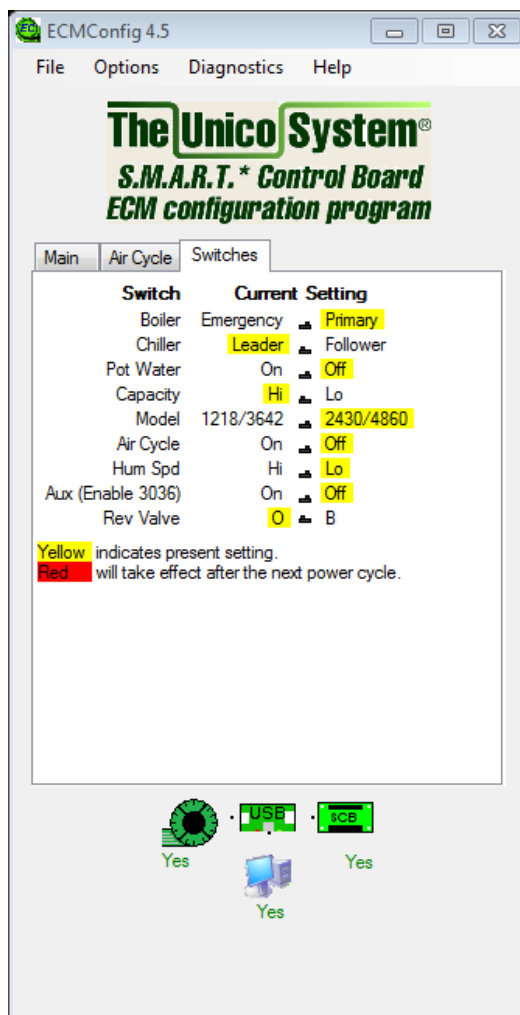 ECMConfig 4.5
File Options Diagnostics Help
The Unico System®
S.M.A.R.T.* Control Board
ECM configuration program
Main Air Cycle Switches
Switch Current Setting
Boiler Emergency Primary
Chiller Leader Follower
Pot Water On Off
Capacity Hi Lo
Model 1218/3642 2430/4860
Air Cycle On Off
Hum Spd Hi Lo
Aux (Enable 3036) On Off
Rev Valve O B
Yellow indicates present setting.
Red will take effect after the next power cycle.
USB SCB
Yes Yes
Yes